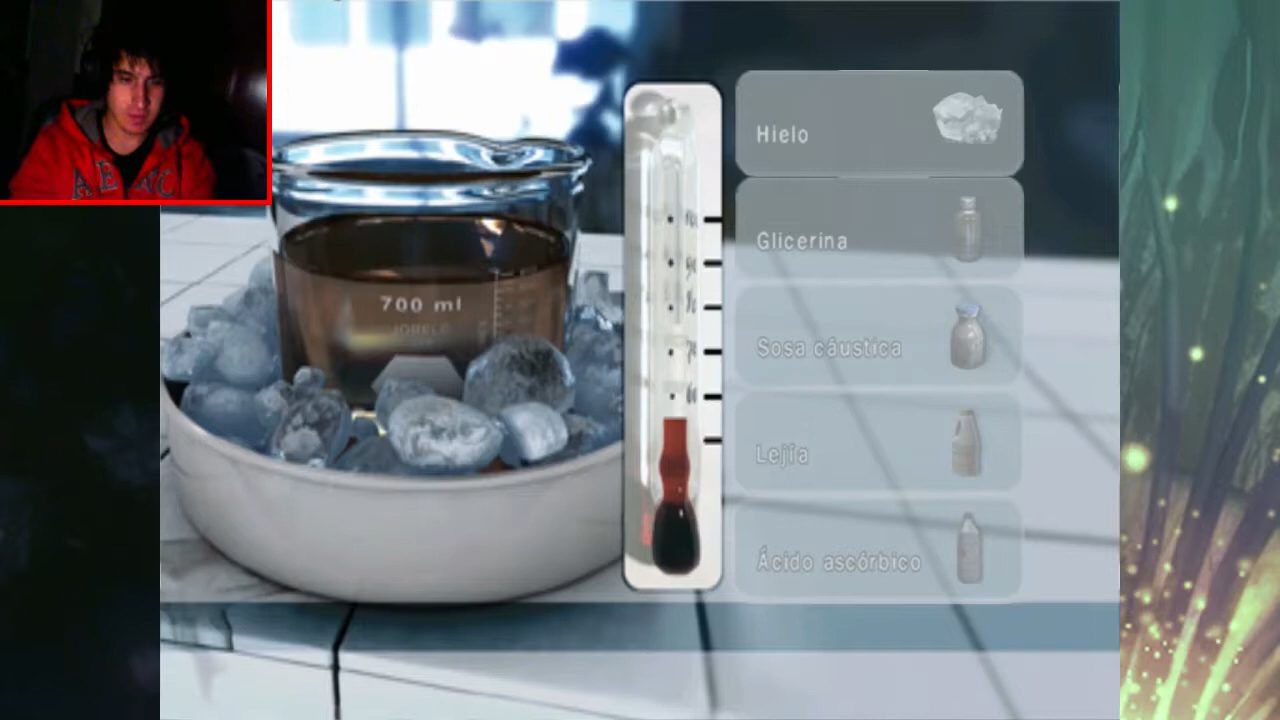 Hielo
700 ml
Glicerina
Sosa cáustica
Lejía
Ácido ascórbico